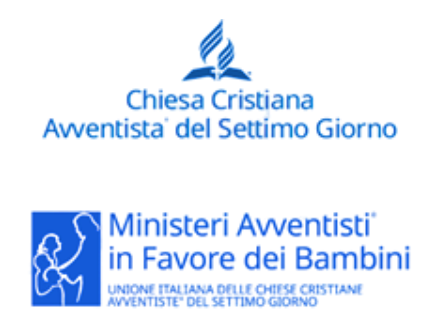 Chiesa Cristiana
Avventista® del Settimo Giorno
Ministeri Avventisti®
in Favore dei Bambini
UNIONE ITALIANA DELLE CHIESE CRISTIANE
AVVENTISTE® DEL SETTIMO GIORNO